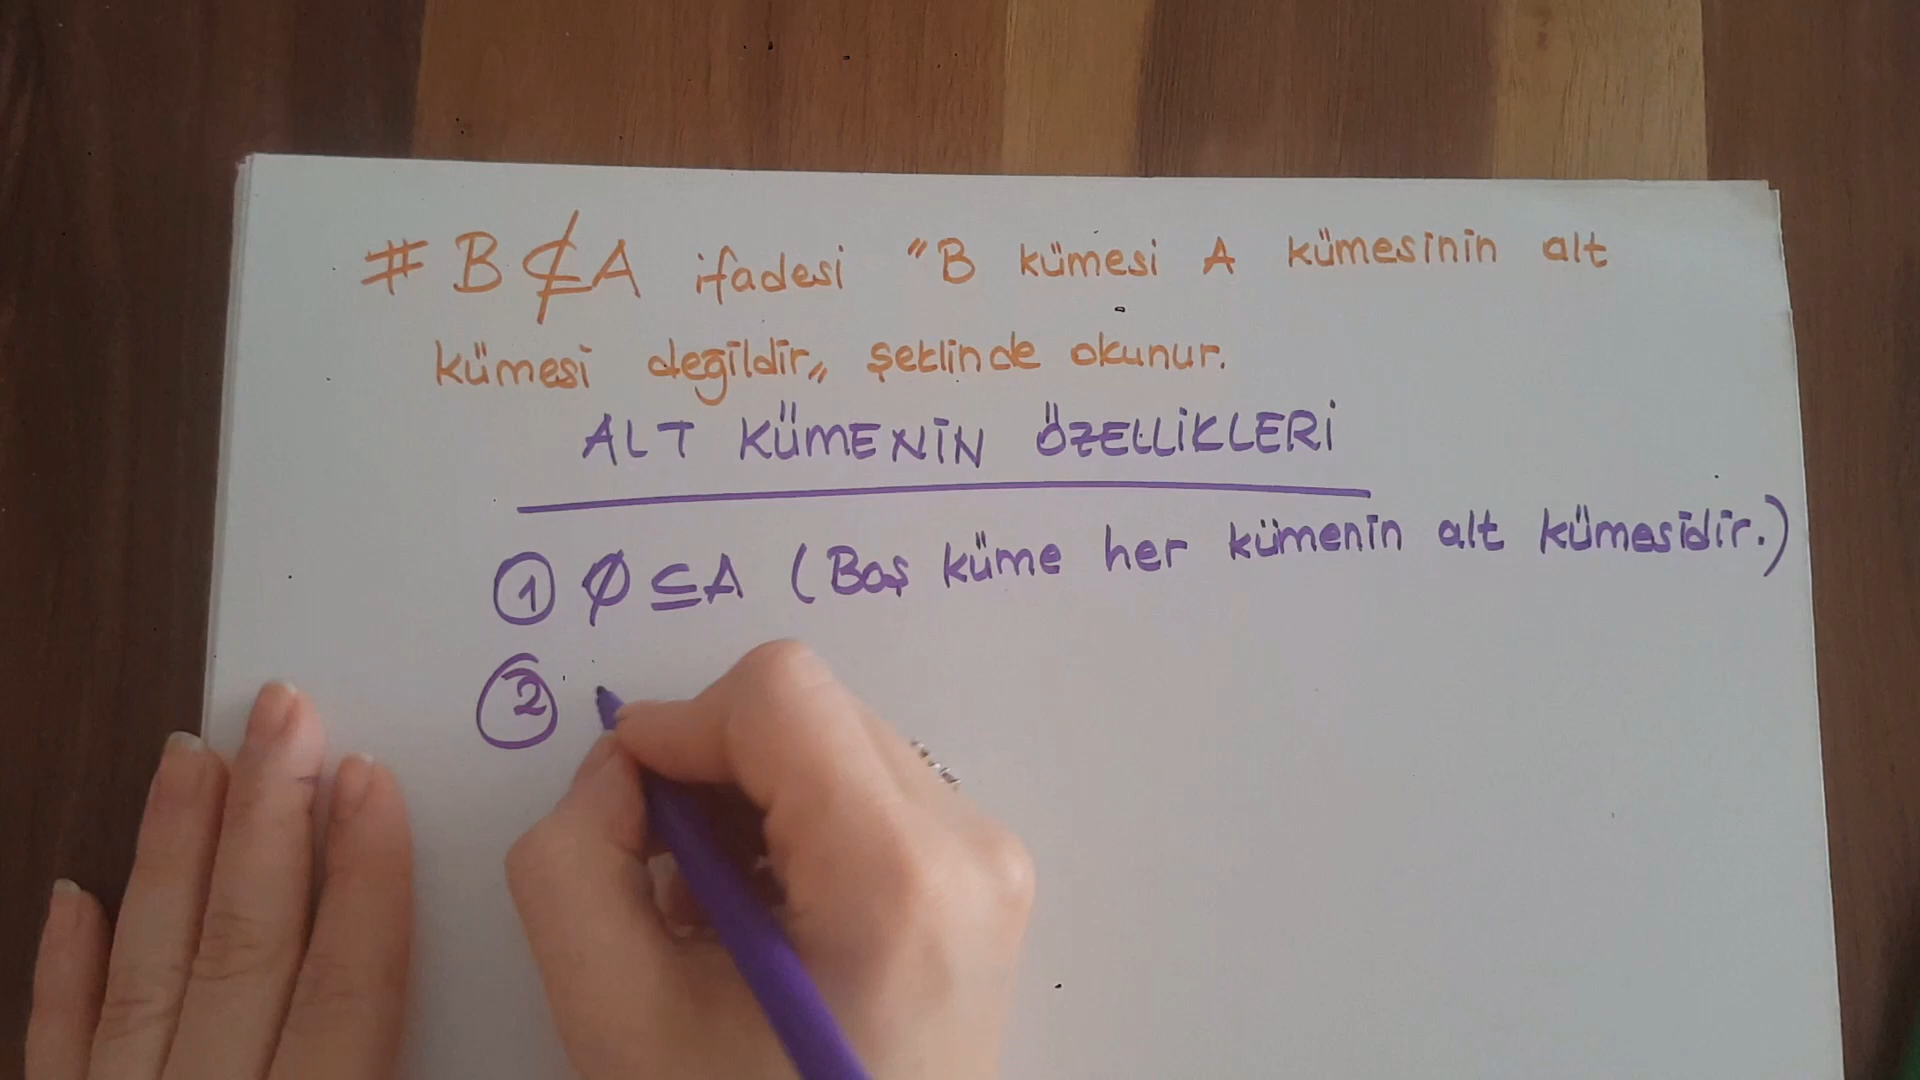 # B ⊈ A ifadesi "B kümesi A kümesinin alt
kümesi değildir„ şeklinde okunur.
ALT KÜMENİN ÖZELLİKLERİ
① ∅ ⊆ A (Boş küme her kümenin alt kümesidir.)
②